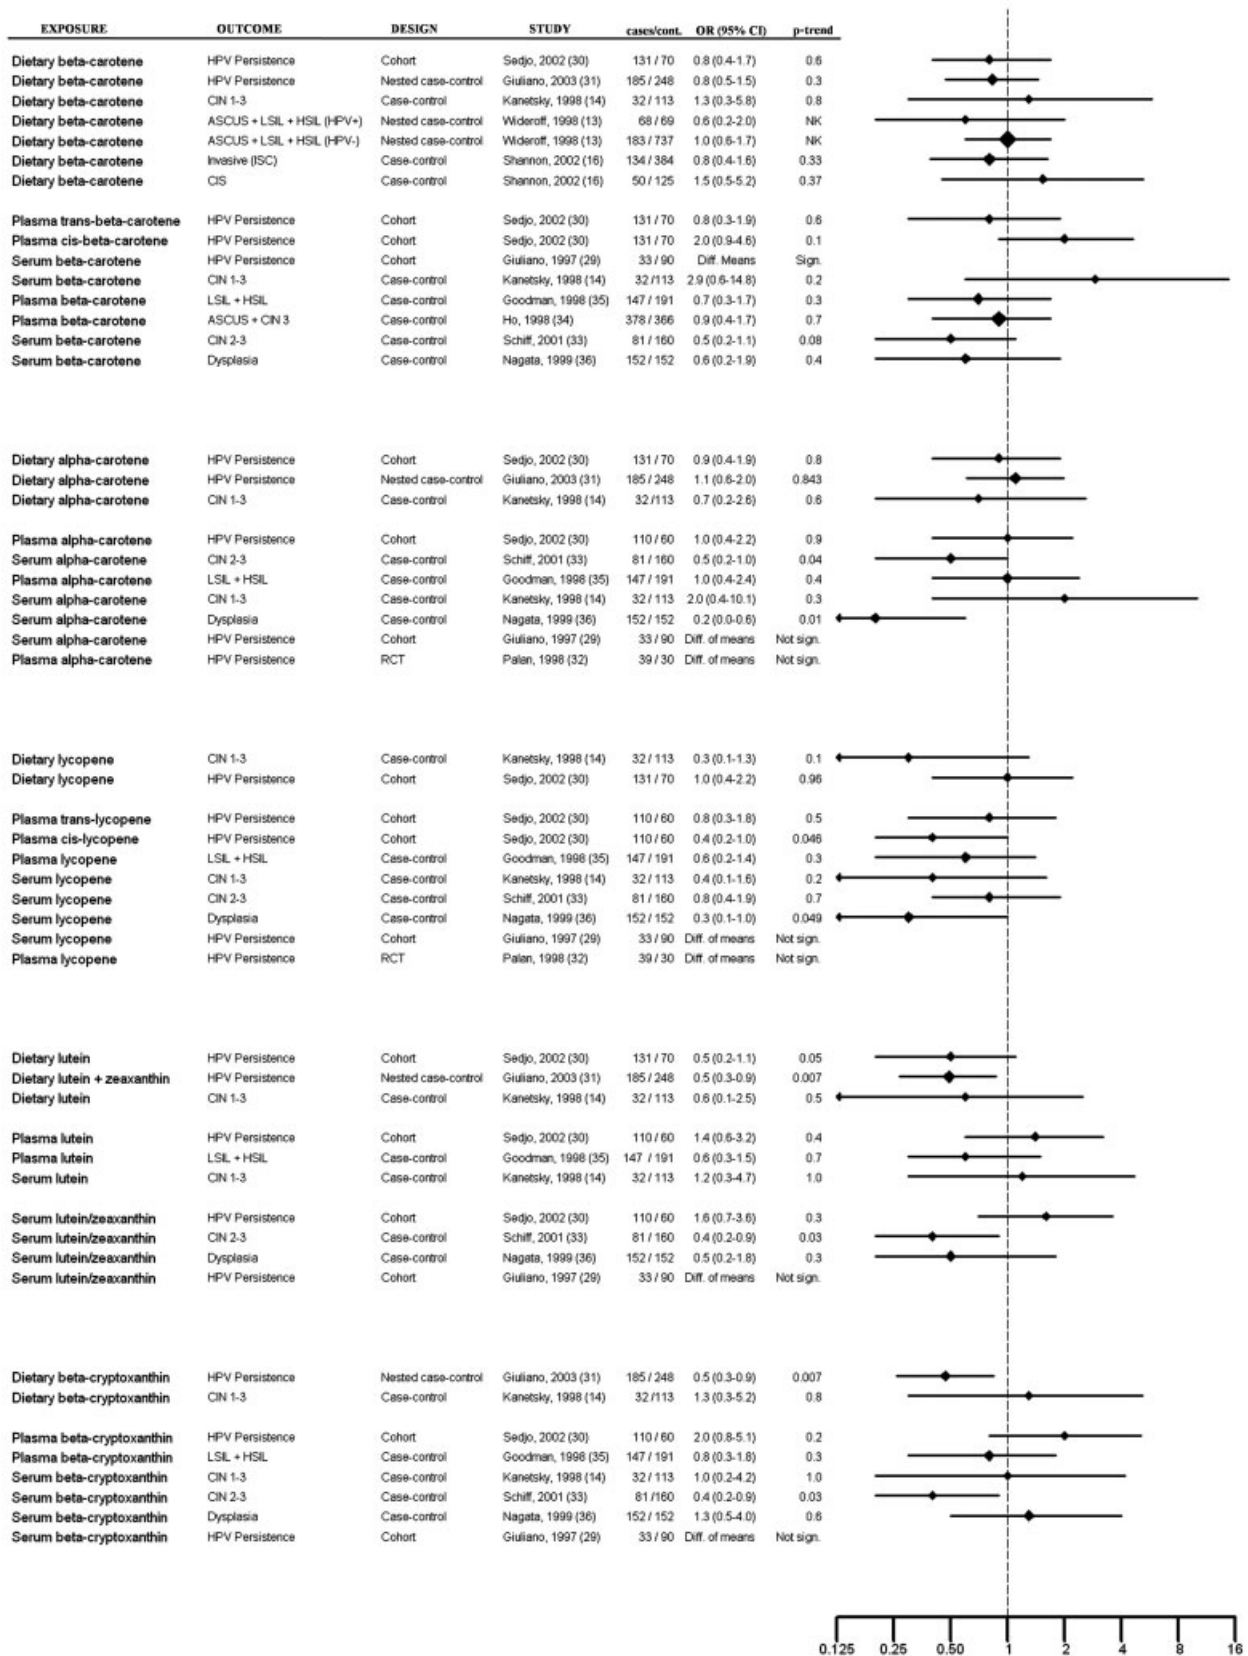 EXPOSURE OUTCOME DESIGN STUDY cases/cont. OR (95% CI) p-trend
Dietary beta-carotene HPV Persistence Cohort Sedjo, 2002 (30) 131 / 70 0.8 (0.4-1.7) 0.6
Dietary beta-carotene HPV Persistence Nested case-control Giuliano, 2003 (31) 185 / 248 0.8 (0.5-1.5) 0.3
Dietary beta-carotene CIN 1-3 Case-control Kanetsky, 1998 (14) 32 / 113 1.3 (0.3-5.8) 0.8
Dietary beta-carotene ASCUS + LSIL + HSIL (HPV+) Nested case-control Wideroff, 1998 (13) 68 / 69 0.6 (0.2-2.0) NK
Dietary beta-carotene ASCUS + LSIL + HSIL (HPV-) Nested case-control Wideroff, 1998 (13) 183 / 737 1.0 (0.6-1.7) NK
Dietary beta-carotene Invasive (ISC) Case-control Shannon, 2002 (16) 134 / 384 0.8 (0.4-1.6) 0.33
Dietary beta-carotene CIS Case-control Shannon, 2002 (16) 50 / 125 1.5 (0.5-5.2) 0.37
Plasma trans-beta-carotene HPV Persistence Cohort Sedjo, 2002 (30) 131 / 70 0.8 (0.3-1.9) 0.6
Plasma cis-beta-carotene HPV Persistence Cohort Sedjo, 2002 (30) 131 / 70 2.0 (0.9-4.6) 0.1
Serum beta-carotene HPV Persistence Cohort Giuliano, 1997 (29) 33 / 90 Diff. Means Sign.
Serum beta-carotene CIN 1-3 Case-control Kanetsky, 1998 (14) 32 /113 2.9 (0.6-14.8) 0.2
Plasma beta-carotene LSIL + HSIL Case-control Goodman, 1998 (35) 147 / 191 0.7 (0.3-1.7) 0.3
Plasma beta-carotene ASCUS + CIN 3 Case-control Ho, 1998 (34) 378 / 366 0.9 (0.4-1.7) 0.7
Serum beta-carotene CIN 2-3 Case-control Schiff, 2001 (33) 81 / 160 0.5 (0.2-1.1) 0.08
Serum beta-carotene Dysplasia Case-control Nagata, 1999 (36) 152 / 152 0.6 (0.2-1.9) 0.4
Dietary alpha-carotene HPV Persistence Cohort Sedjo, 2002 (30) 131 / 70 0.9 (0.4-1.9) 0.8
Dietary alpha-carotene HPV Persistence Nested case-control Giuliano, 2003 (31) 185 / 248 1.1 (0.6-2.0) 0.843
Dietary alpha-carotene CIN 1-3 Case-control Kanetsky, 1998 (14) 32 /113 0.7 (0.2-2.6) 0.6
Plasma alpha-carotene HPV Persistence Cohort Sedjo, 2002 (30) 110 / 60 1.0 (0.4-2.2) 0.9
Serum alpha-carotene CIN 2-3 Case-control Schiff, 2001 (33) 81 / 160 0.5 (0.2-1.0) 0.04
Plasma alpha-carotene LSIL + HSIL Case-control Goodman, 1998 (35) 147 / 191 1.0 (0.4-2.4) 0.4
Serum alpha-carotene CIN 1-3 Case-control Kanetsky, 1998 (14) 32 / 113 2.0 (0.4-10.1) 0.3
Serum alpha-carotene Dysplasia Case-control Nagata, 1999 (36) 152 / 152 0.2 (0.0-0.6) 0.01
Serum alpha-carotene HPV Persistence Cohort Giuliano, 1997 (29) 33 / 90 Diff. of means Not sign.
Plasma alpha-carotene HPV Persistence RCT Palan, 1998 (32) 39 / 30 Diff. of means Not sign.
Dietary lycopene CIN 1-3 Case-control Kanetsky, 1998 (14) 32 / 113 0.3 (0.1-1.3) 0.1
Dietary lycopene HPV Persistence Cohort Sedjo, 2002 (30) 131 / 70 1.0 (0.4-2.2) 0.96
Plasma trans-lycopene HPV Persistence Cohort Sedjo, 2002 (30) 110 / 60 0.8 (0.3-1.8) 0.5
Plasma cis-lycopene HPV Persistence Cohort Sedjo, 2002 (30) 110 / 60 0.4 (0.2-1.0) 0.046
Plasma lycopene LSIL + HSIL Case-control Goodman, 1998 (35) 147 / 191 0.6 (0.2-1.4) 0.3
Serum lycopene CIN 1-3 Case-control Kanetsky, 1998 (14) 32 / 113 0.4 (0.1-1.6) 0.2
Serum lycopene CIN 2-3 Case-control Schiff, 2001 (33) 81 / 160 0.8 (0.4-1.9) 0.7
Serum lycopene Dysplasia Case-control Nagata, 1999 (36) 152 / 152 0.3 (0.1-1.0) 0.049
Serum lycopene HPV Persistence Cohort Giuliano, 1997 (29) 33 / 90 Diff. of means Not sign.
Plasma lycopene HPV Persistence RCT Palan, 1998 (32) 39 / 30 Diff. of means Not sign.
Dietary lutein HPV Persistence Cohort Sedjo, 2002 (30) 131 / 70 0.5 (0.2-1.1) 0.05
Dietary lutein + zeaxanthin HPV Persistence Nested case-control Giuliano, 2003 (31) 185 / 248 0.5 (0.3-0.9) 0.007
Dietary lutein CIN 1-3 Case-control Kanetsky, 1998 (14) 32 / 113 0.6 (0.1-2.5) 0.5
Plasma lutein HPV Persistence Cohort Sedjo, 2002 (30) 110 / 60 1.4 (0.6-3.2) 0.4
Plasma lutein LSIL + HSIL Case-control Goodman, 1998 (35) 147 / 191 0.6 (0.3-1.5) 0.7
Serum lutein CIN 1-3 Case-control Kanetsky, 1998 (14) 32 / 113 1.2 (0.3-4.7) 1.0
Serum lutein/zeaxanthin HPV Persistence Cohort Sedjo, 2002 (30) 110 / 60 1.6 (0.7-3.6) 0.3
Serum lutein/zeaxanthin CIN 2-3 Case-control Schiff, 2001 (33) 81 / 160 0.4 (0.2-0.9) 0.03
Serum lutein/zeaxanthin Dysplasia Case-control Nagata, 1999 (36) 152 / 152 0.5 (0.2-1.8) 0.3
Serum lutein/zeaxanthin HPV Persistence Cohort Giuliano, 1997 (29) 33 / 90 Diff. of means Not sign.
Dietary beta-cryptoxanthin HPV Persistence Nested case-control Giuliano, 2003 (31) 185 / 248 0.5 (0.3-0.9) 0.007
Dietary beta-cryptoxanthin CIN 1-3 Case-control Kanetsky, 1998 (14) 32 /113 1.3 (0.3-5.2) 0.8
Plasma beta-cryptoxanthin HPV Persistence Cohort Sedjo, 2002 (30) 110 / 60 2.0 (0.8-5.1) 0.2
Plasma beta-cryptoxanthin LSIL + HSIL Case-control Goodman, 1998 (35) 147 / 191 0.8 (0.3-1.8) 0.3
Serum beta-cryptoxanthin CIN 1-3 Case-control Kanetsky, 1998 (14) 32 / 113 1.0 (0.2-4.2) 1.0
Serum beta-cryptoxanthin CIN 2-3 Case-control Schiff, 2001 (33) 81 /160 0.4 (0.2-0.9) 0.03
Serum beta-cryptoxanthin Dysplasia Case-control Nagata, 1999 (36) 152 / 152 1.3 (0.5-4.0) 0.6
Serum beta-cryptoxanthin HPV Persistence Cohort Giuliano, 1997 (29) 33 / 90 Diff. of means Not sign.
0.125 0.25 0.50 1 2 4 8 16